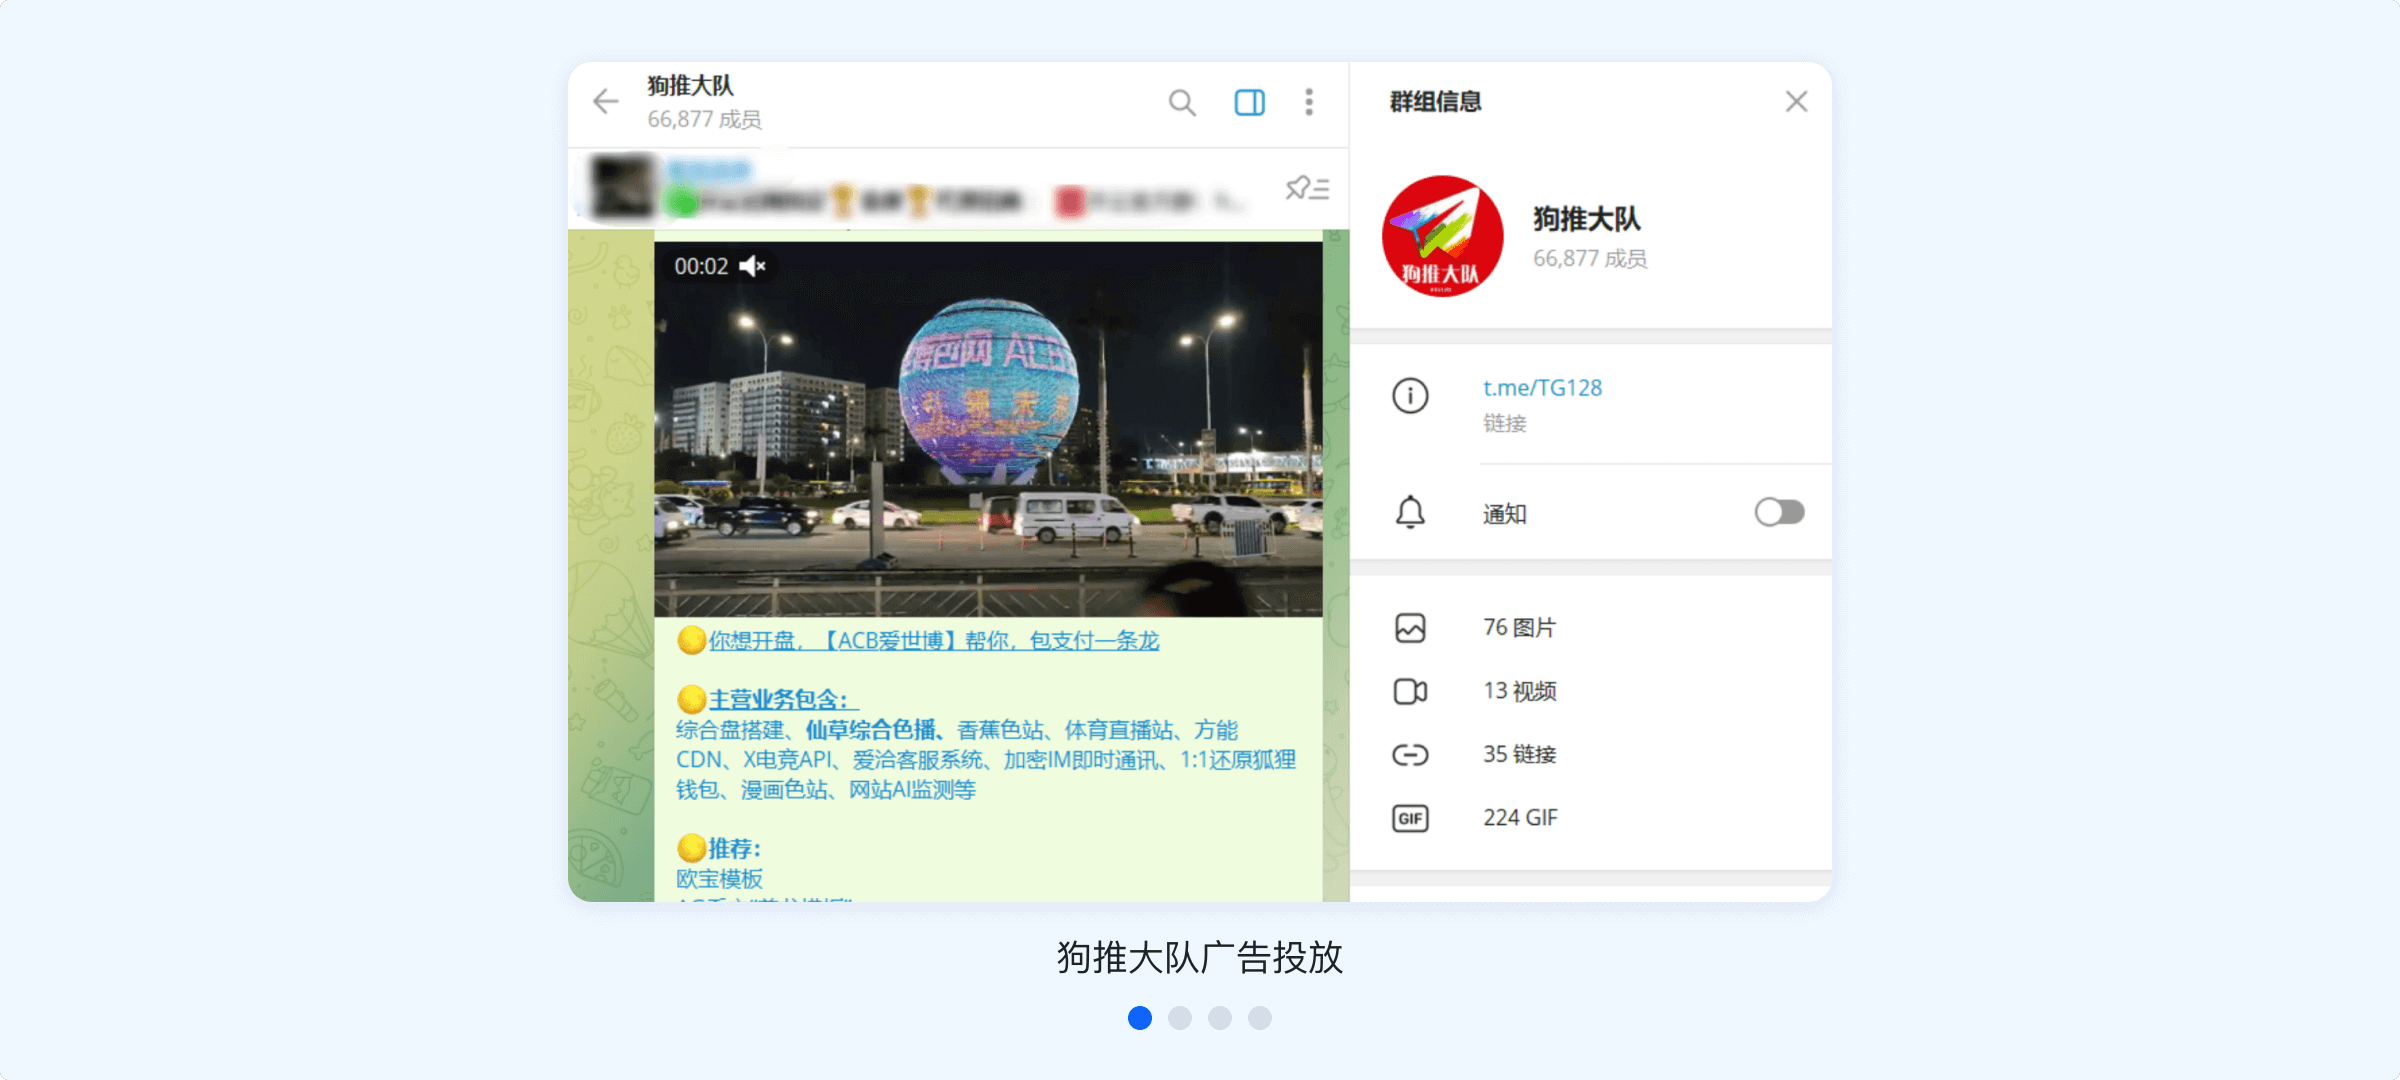 狗推大队
66,877 成员
00:02
网 ACB
你想开盘，【ACB爱世博】帮你，包支付一条龙
主营业务包含：
综合盘搭建、仙草综合色播、香蕉色站、体育直播站、方能
CDN、X电竞API、爱洽客服系统、加密IM即时通讯、1:1还原狐狸
钱包、漫画色站、网站AI监测等
推荐：
欧宝模板
群组信息
狗推大队
狗推大队
66,877 成员
t.me/TG128
链接
通知
76 图片
13 视频
35 链接
GIF
224 GIF
狗推大队广告投放